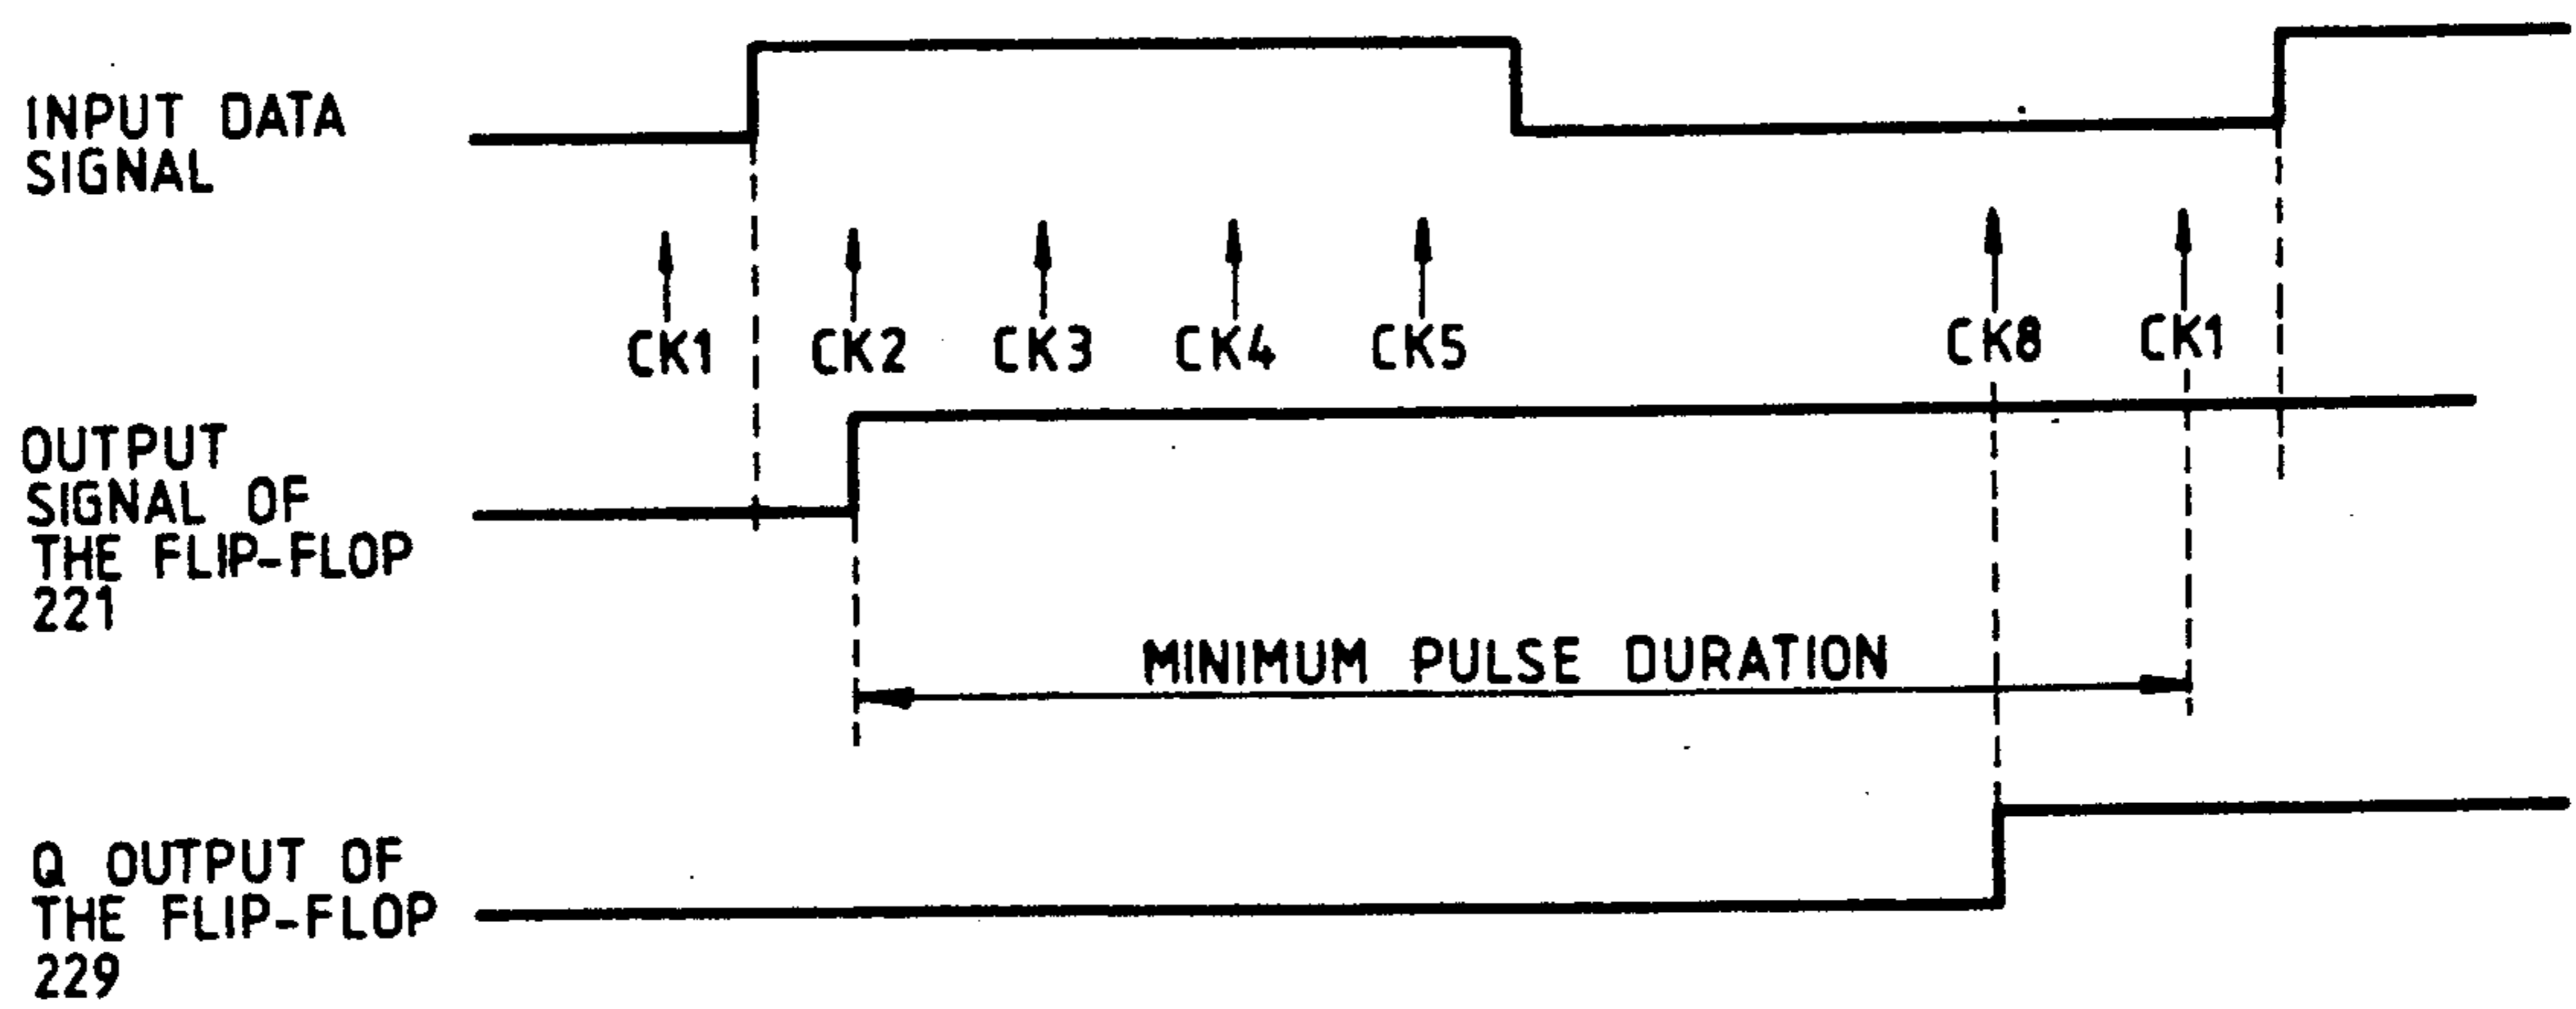 INPUT DATA
SIGNAL
CK1
CK2
CK3
CK4
CK5
CK8
CK1
OUTPUT
SIGNAL OF
THE FLIP-FLOP
221
MINIMUM PULSE DURATION
Q OUTPUT OF
THE FLIP-FLOP
229